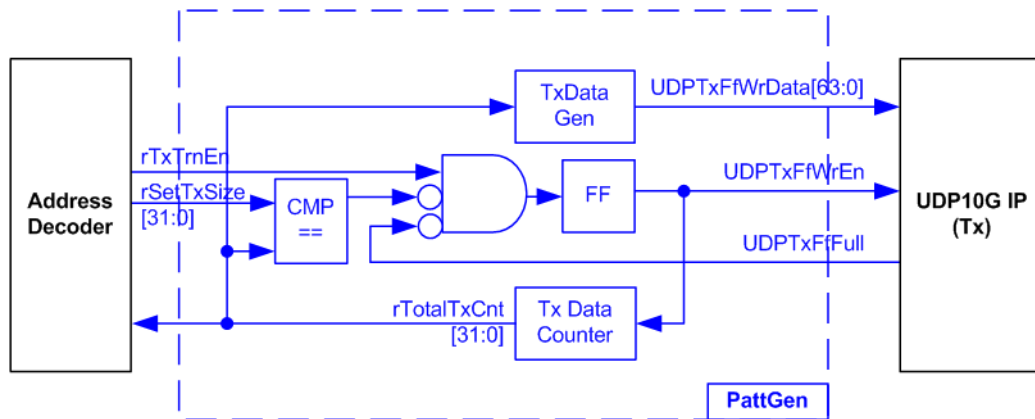 TxData
Gen
UDPTxFfWrData[63:0]
rTxTrnEn
rSetTxSize
[31:0]
CMP
==
FF
UDPTxFfWrEn
Address
Decoder
UDP10G IP
(Tx)
UDPTxFfFull
rTotalTxCnt
[31:0]
Tx Data
Counter
PattGen